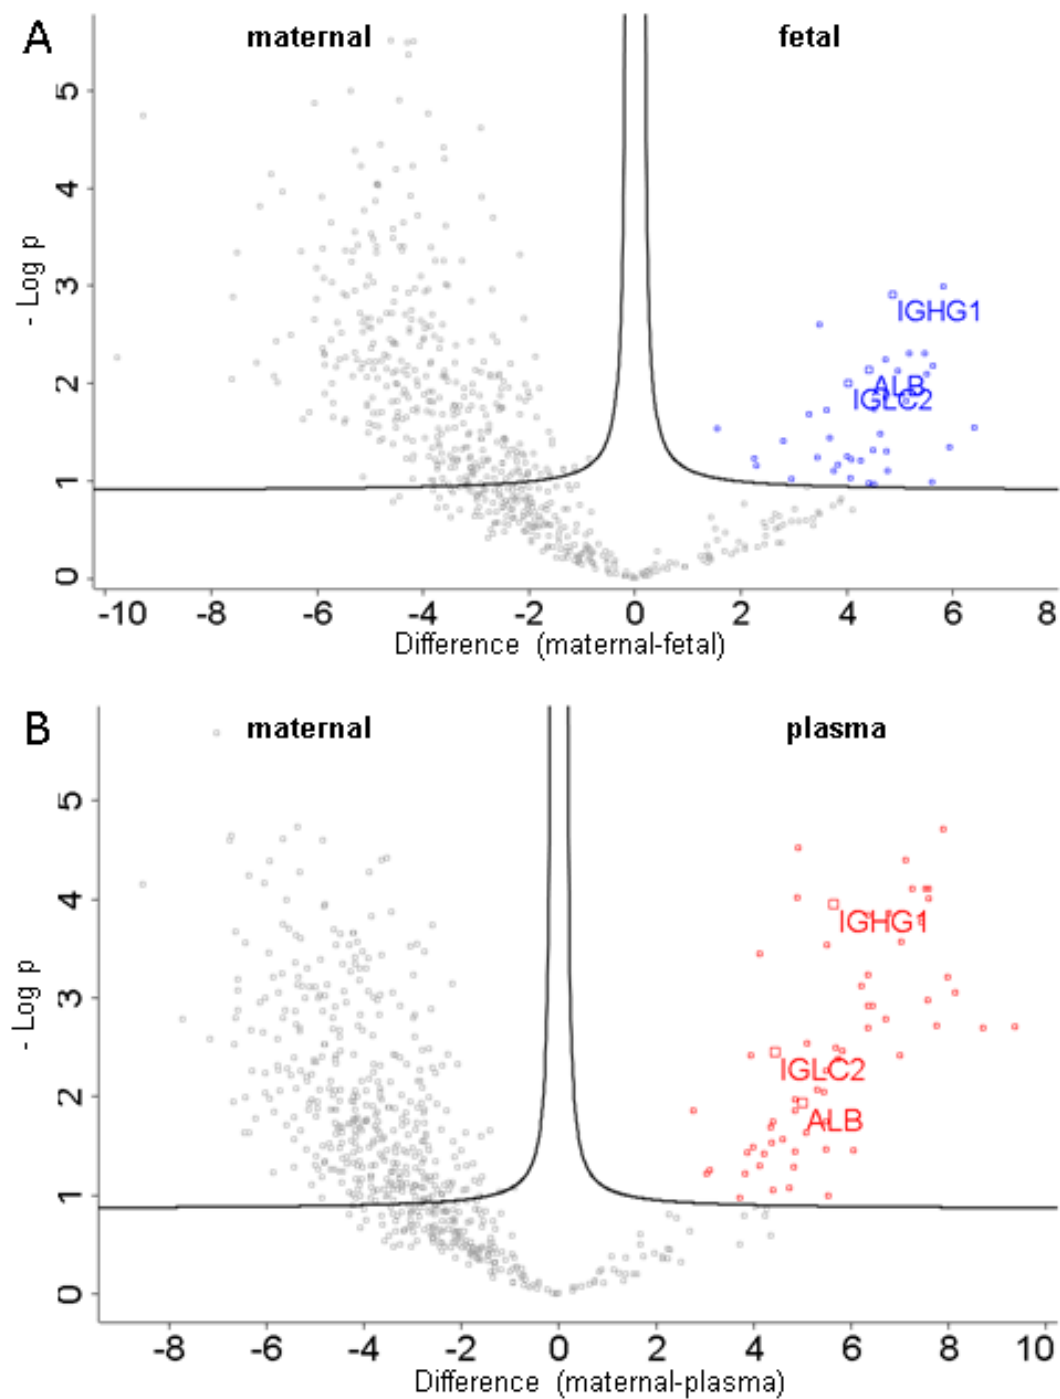 A
maternal
fetal
5
4
3
2
1
0
- Log p
IGHG1
ALB
IGLC2
-10
-8
-6
-4
-2
0
2
4
6
8
Difference (maternal-fetal)
B
maternal
plasma
5
4
3
2
1
0
- Log p
IGHG1
IGLC2
ALB
-8
-6
-4
-2
0
2
4
6
8
10
Difference (maternal-plasma)